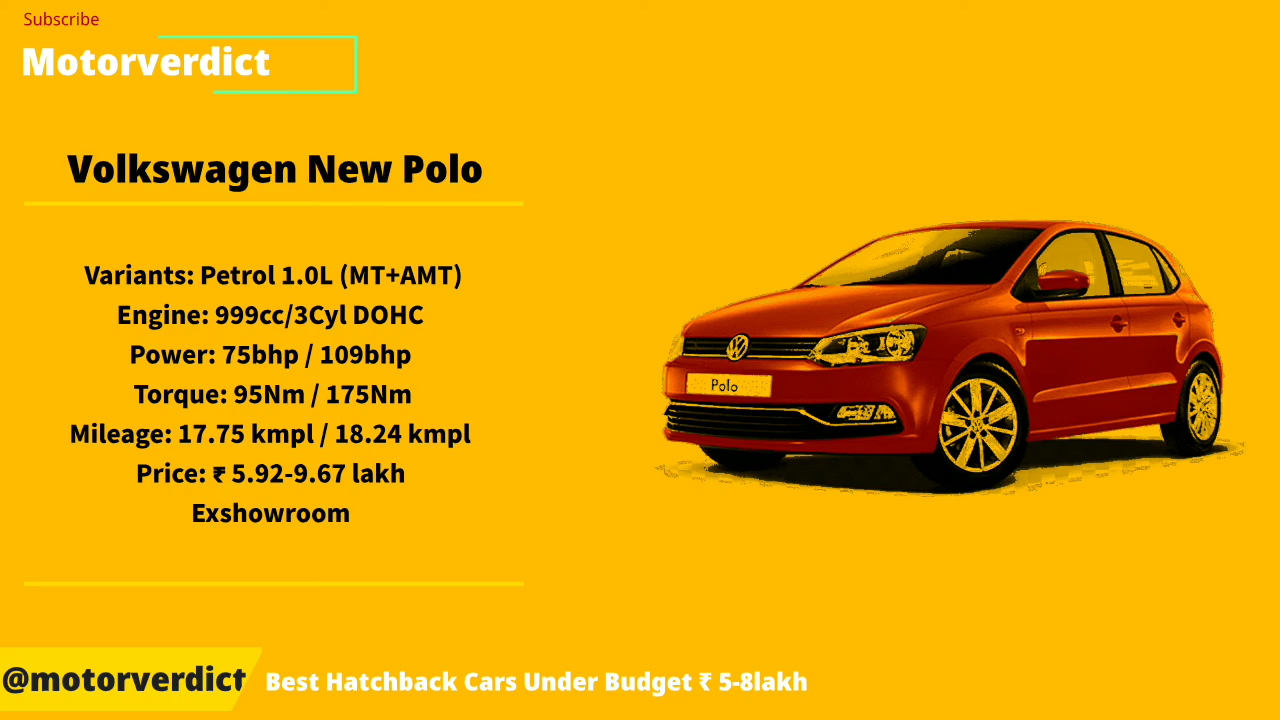 Subscribe
Motorverdict
Volkswagen New Polo
Variants: Petrol 1.0L (MT+AMT)
Engine: 999cc/3Cyl DOHC
Power: 75bhp / 109bhp
Torque: 95Nm / 175Nm
Mileage: 17.75 kmpl / 18.24 kmpl
Price: ₹ 5.92-9.67 lakh
Exshowroom
Polo
@motorverdict
Best Hatchback Cars Under Budget ₹ 5-8lakh